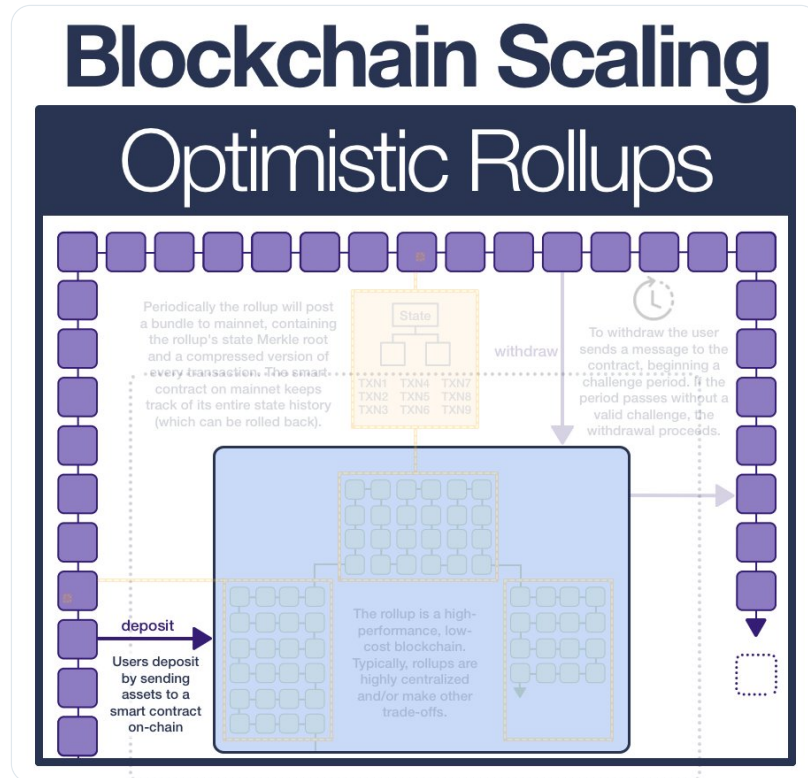 Blockchain Scaling
Optimistic Rollups
Periodically the rollup will post
a bundle to mainnet, containing
the rollup's state Merkle root
and a compressed version of
every transaction. The smart
contract on mainnet keeps
track of its entire state history
(which can be rolled back).
State
TXN1 TXN4 TXN7
TXN2 TXN5 TXN8
TXN3 TXN6 TXN9
withdraw
To withdraw the user
sends a message to the
contract, beginning a
challenge period. If the
period passes without a
valid challenge, the
withdrawal proceeds.
deposit
Users deposit
by sending
assets to a
smart contract
on-chain
The rollup is a high-
performance, low-
cost blockchain.
Typically, rollups are
highly centralized
and/or make other
trade-offs.